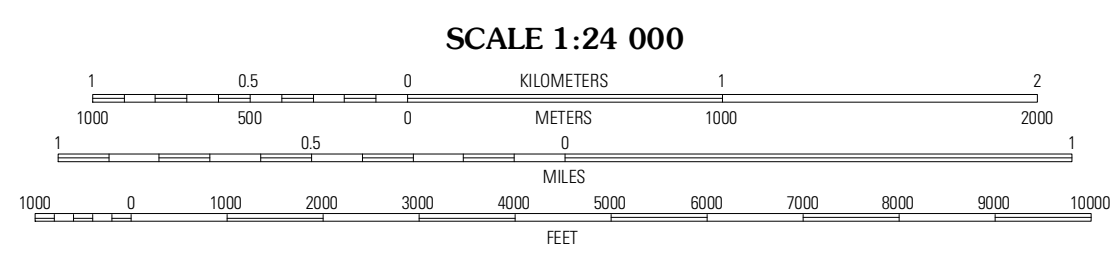 SCALE 1:24 000
1 0.5 0 KILOMETERS 1 2
1000 500 0 METERS 1000 2000
1 0.5 0 1
MILES
1000 0 1000 2000 3000 4000 5000 6000 7000 8000 9000 10000
FEET